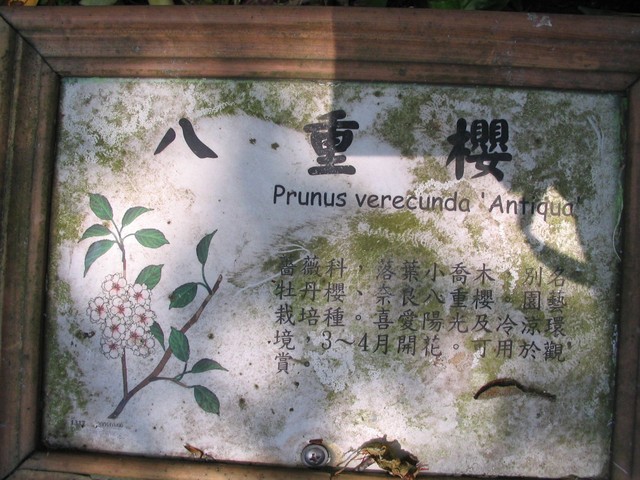 八重櫻
Prunus verecunda 'Antiqua'
薔薇科，落葉小喬木。別名
牡丹櫻、奈良八重櫻。園藝
栽培種。喜愛陽光及冷涼環
境，3～4月開花。可用於觀
賞。